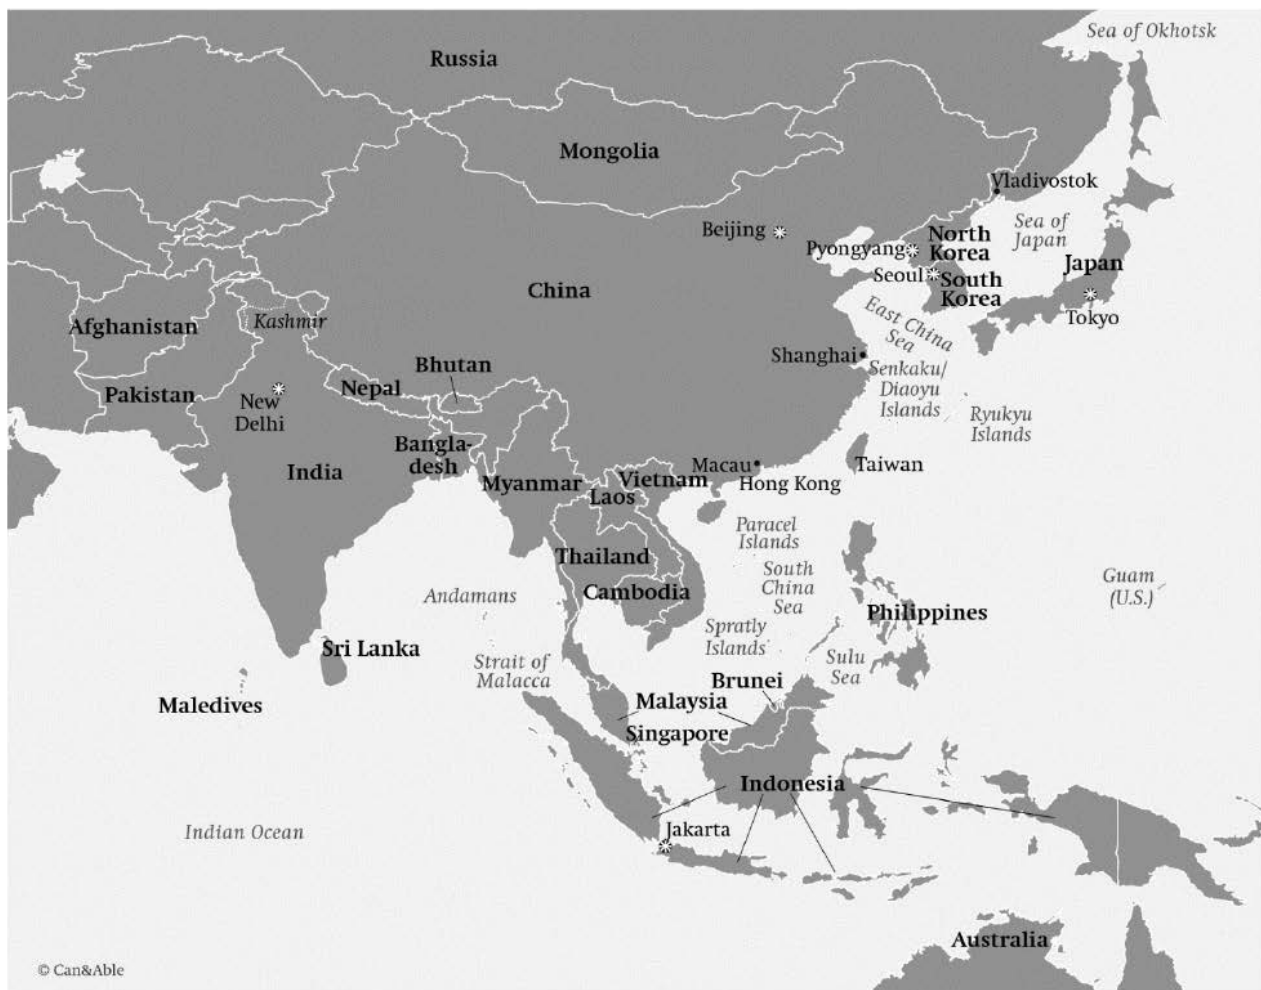 Sea of Okhotsk
Russia
Mongolia
Vladivostok
Beijing
Sea of
Japan
North
Korea
Pyongyang
Seoul
South
Korea
Japan
Tokyo
China
Kashmir
Afghanistan
East China
Sea
Shanghai
Senkaku/
Diaoyu
Islands
Ryukyu
Islands
Bhutan
Nepal
Pakistan
New
Delhi
Bangla-
desh
India
Myanmar
Vietnam
Laos
Macau
Hong Kong
Taiwan
Paracel
Islands
Thailand
Cambodia
South
China
Sea
Andamans
Philippines
Guam
(U.S.)
Spratly
Islands
Sulu
Sea
Sri Lanka
Strait of
Malacca
Brunei
Maledives
Malaysia
Singapore
Indonesia
Jakarta
Indian Ocean
Australia
© Can&Able